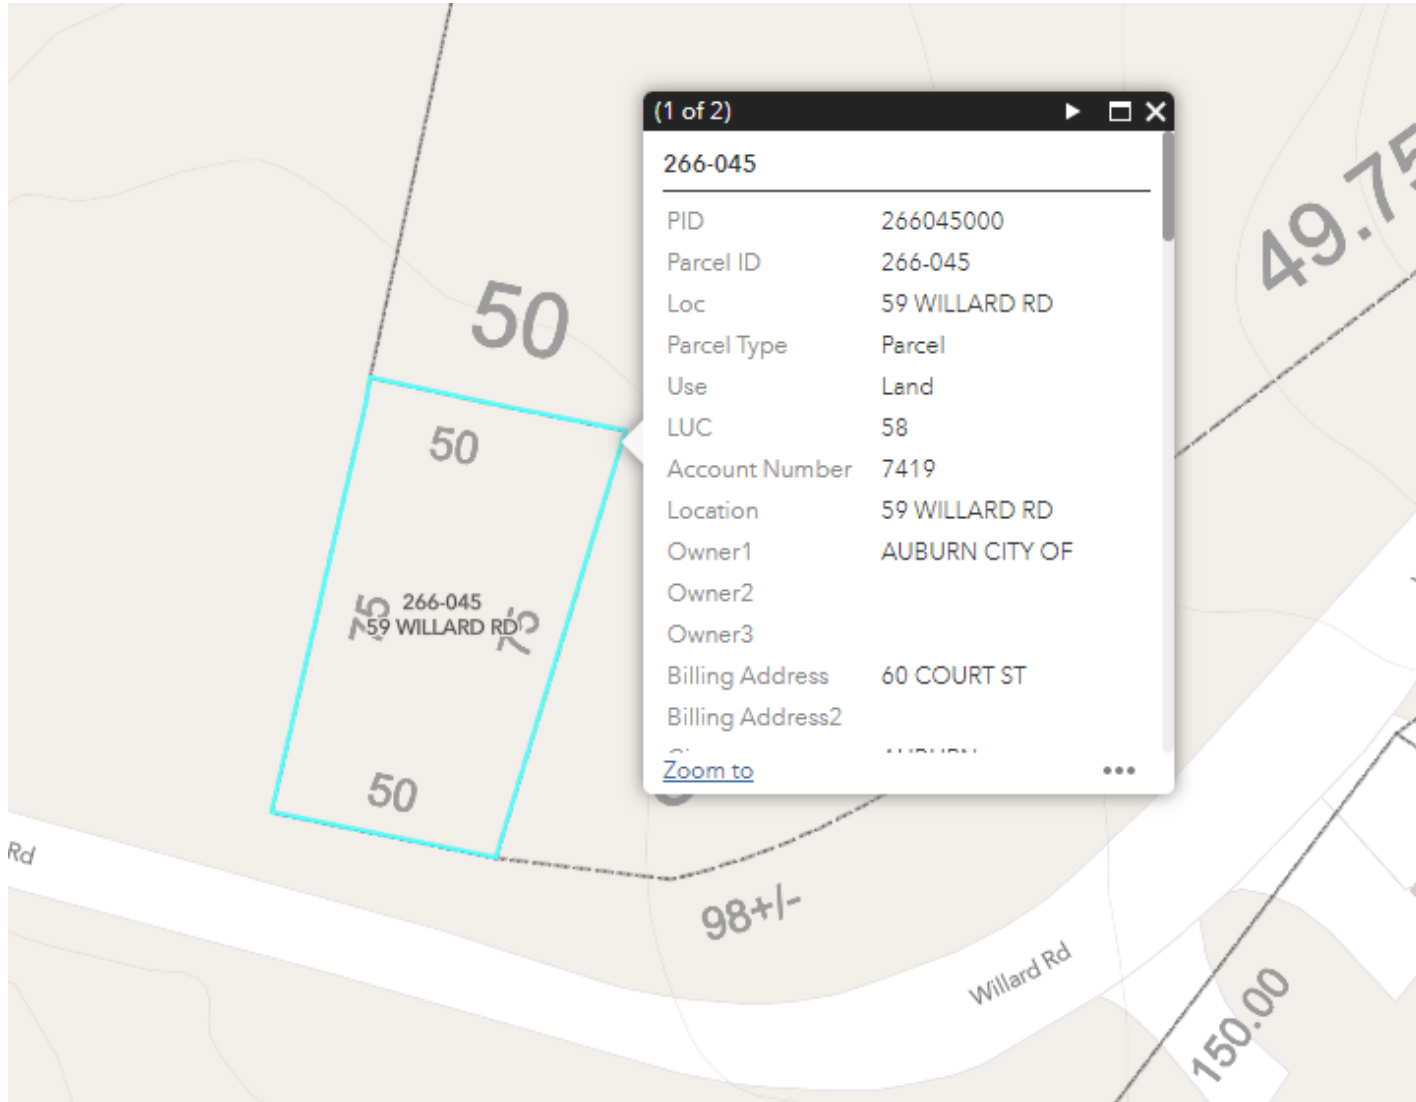 (1 of 2)
266-045
PID 266045000
Parcel ID 266-045
Loc 59 WILLARD RD
Parcel Type Parcel
Use Land
LUC 58
Account Number 7419
Location 59 WILLARD RD
Owner1 AUBURN CITY OF
Owner2
Owner3
Billing Address 60 COURT ST
Billing Address2
Zoom to
50
49.75
50
75
266-045
59 WILLARD RD
75
50
Rd
98+/-
Willard Rd
150.00